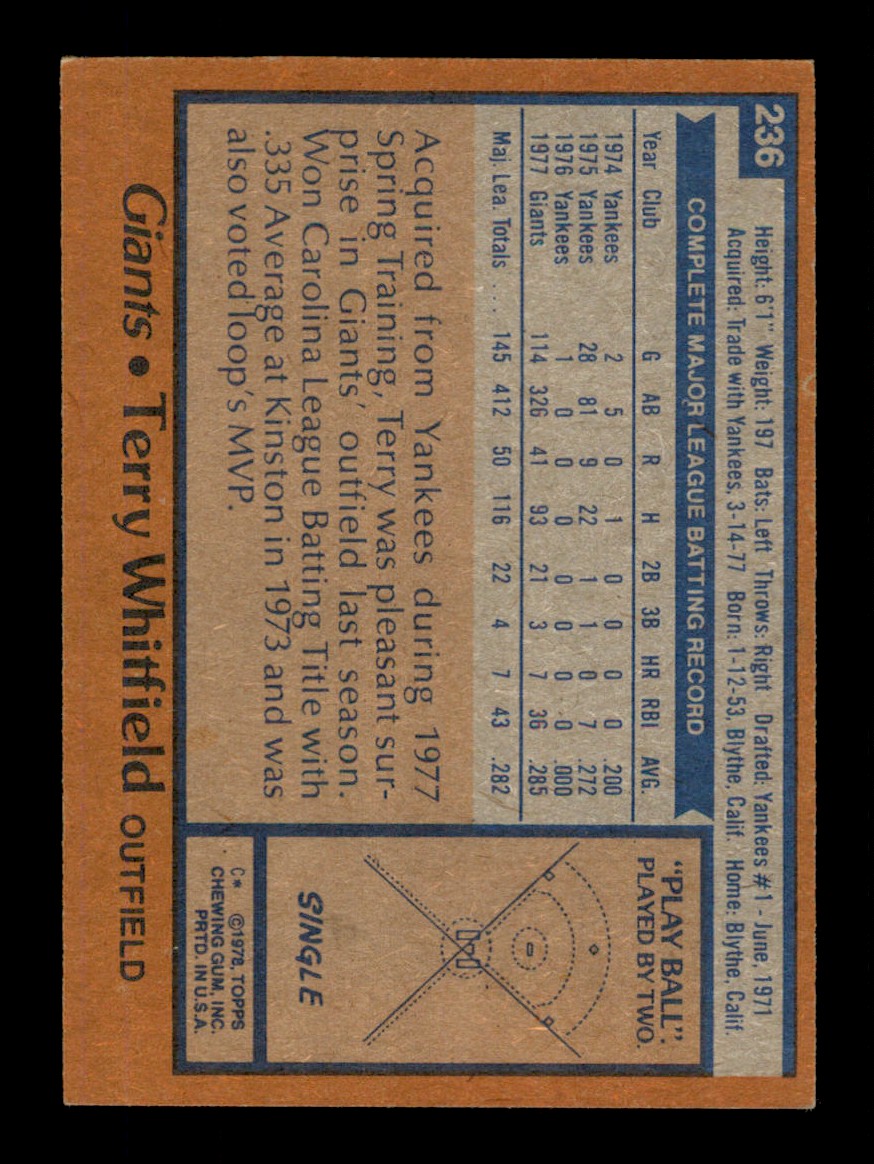 236
Height: 6'1" Weight: 197 Bats: Left Throws: Right Drafted: Yankees #1 - June, 1971
Acquired: Trade with Yankees, 3-14-77 Born: 1-12-53, Blythe, Calif. Home: Blythe, Calif.
COMPLETE MAJOR LEAGUE BATTING RECORD
Year Club G AB R H 2B 3B HR RBI AVG.
1974 Yankees 2 5 0 1 0 0 0 0 .200
1975 Yankees 28 81 9 22 1 1 0 7 .272
1976 Yankees 1 0 0 0 0 0 0 0 .000
1977 Giants 114 326 41 93 21 3 7 36 .285
Maj. Lea. Totals . . . 145 412 50 116 22 4 7 43 .282
Acquired from Yankees during 1977
Spring Training, Terry was pleasant sur-
prise in Giants' outfield last season.
Won Carolina League Batting Title with
.335 Average at Kinston in 1973 and was
also voted loop's MVP.
"PLAY BALL".
PLAYED BY TWO.
SINGLE
C* ©1978, TOPPS
CHEWING GUM, INC.
PRTD. IN U.S.A.
Giants • Terry Whitfield OUTFIELD